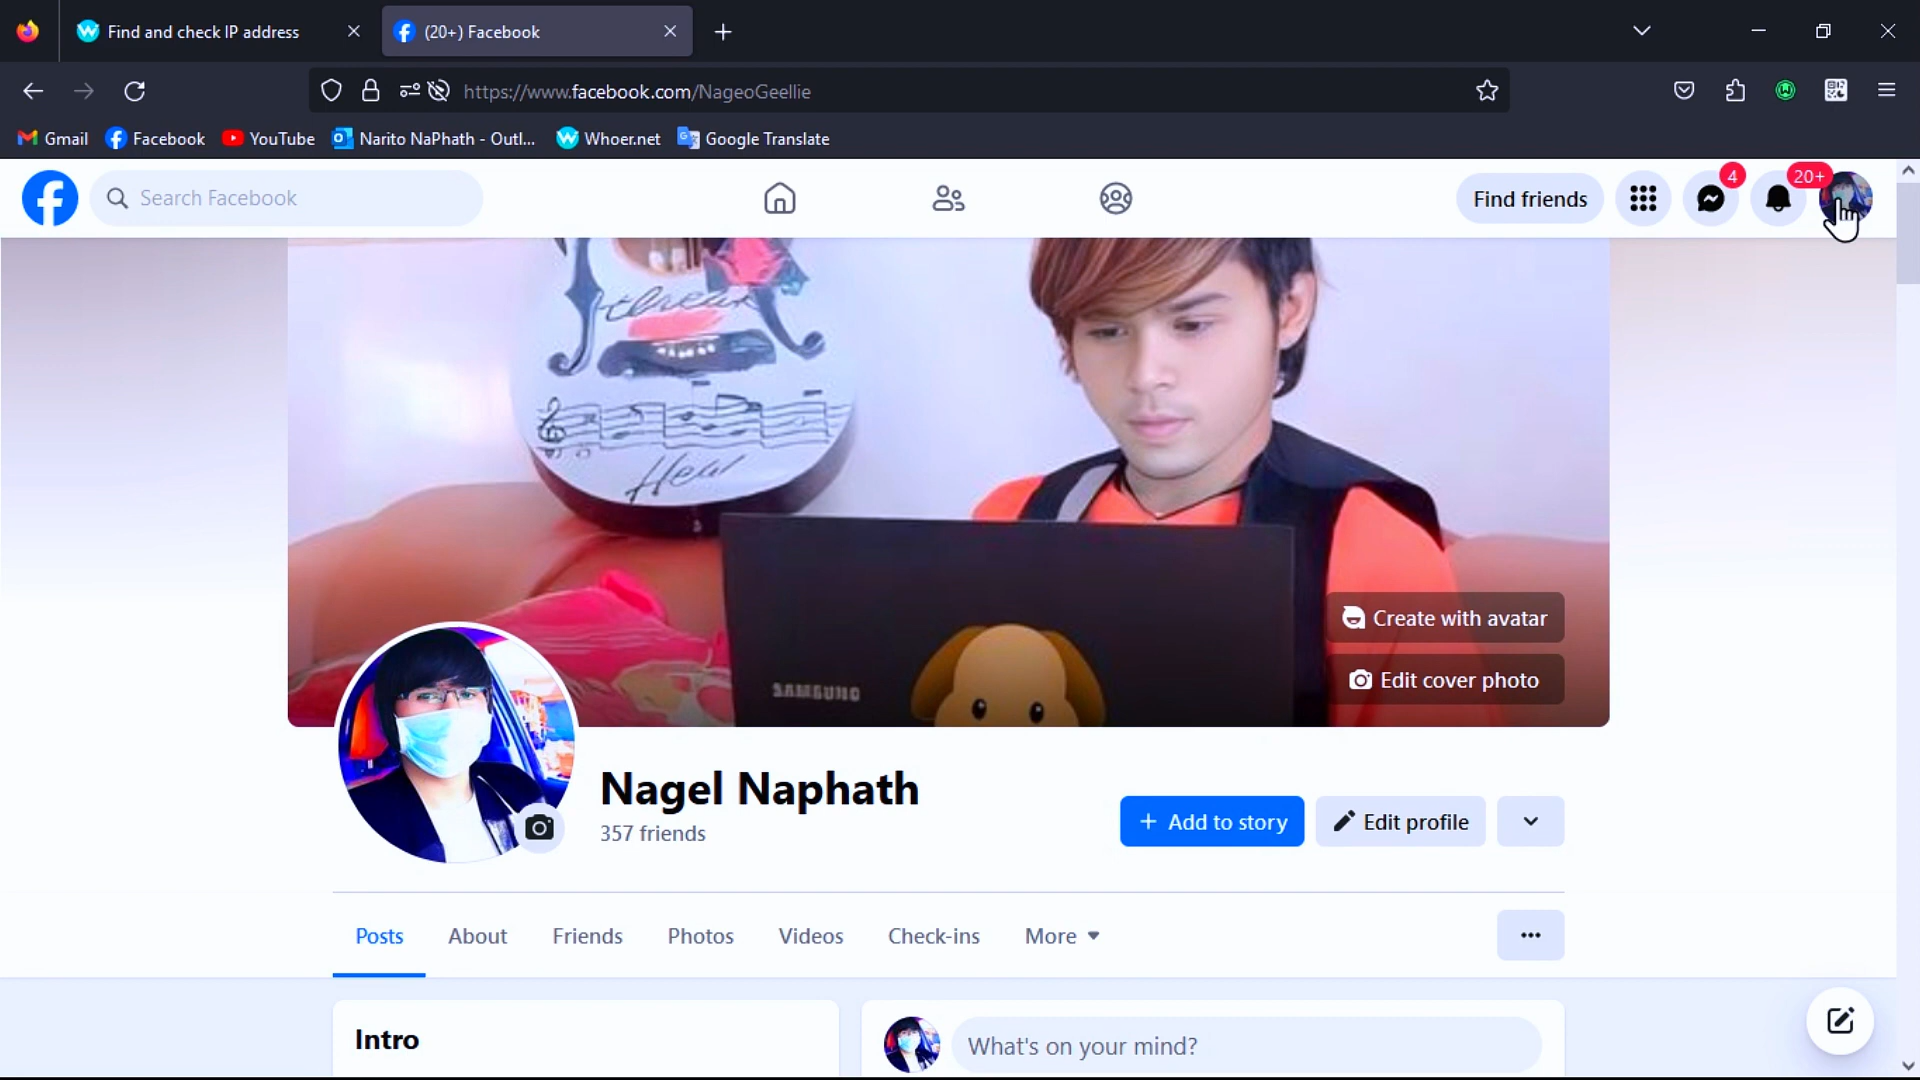 Find and check IP address
(20+) Facebook
https://www.facebook.com/NageoGeellie
Gmail
Facebook
YouTube
Narito NaPhath - Outl...
Whoer.net
Google Translate
Search Facebook
Find friends
4
20+
SAMSUNG
Create with avatar
Edit cover photo
Nagel Naphath
357 friends
+ Add to story
Edit profile
Posts
About
Friends
Photos
Videos
Check-ins
More
Intro
What's on your mind?